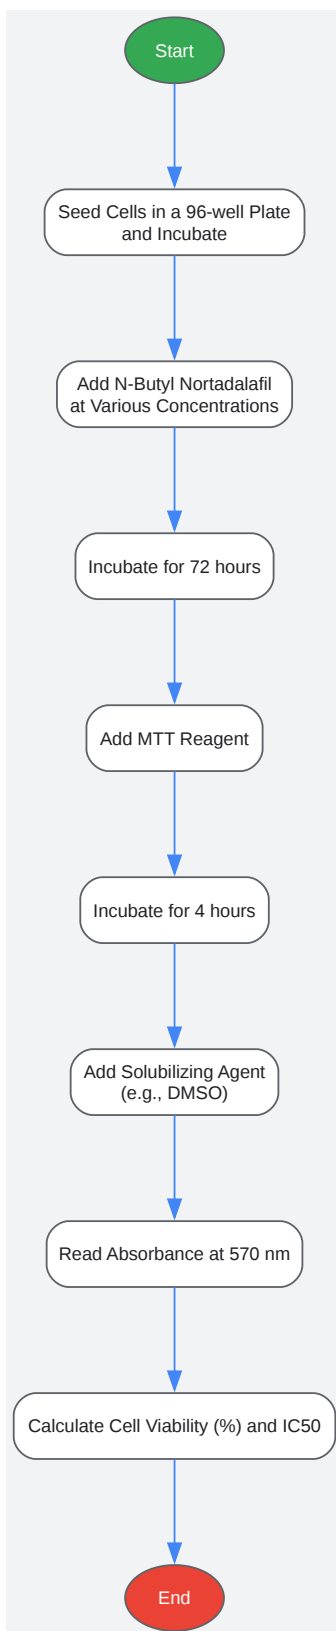 Start
Seed Cells in a 96-well Plate
and Incubate
Add N-Butyl Nortadalafil
at Various Concentrations
Incubate for 72 hours
Add MTT Reagent
Incubate for 4 hours
Add Solubilizing Agent
(e.g., DMSO)
Read Absorbance at 570 nm
Calculate Cell Viability (%) and IC50
End